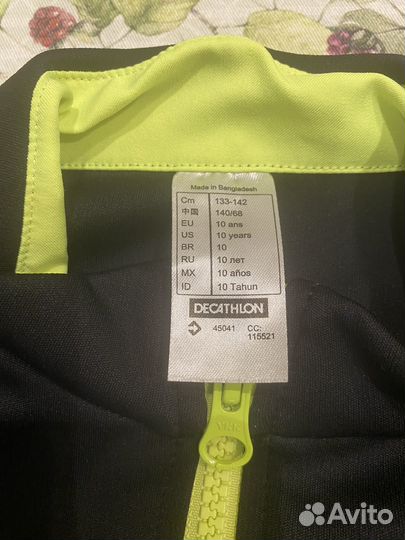 Made in Bangladesh
Cm 133-142
中国 140/68
EU 10 ans
US 10 years
BR 10
RU 10 лет
MX 10 años
ID 10 Tahun
DECATHLON
45041 CC:
115521
YKK
Avito